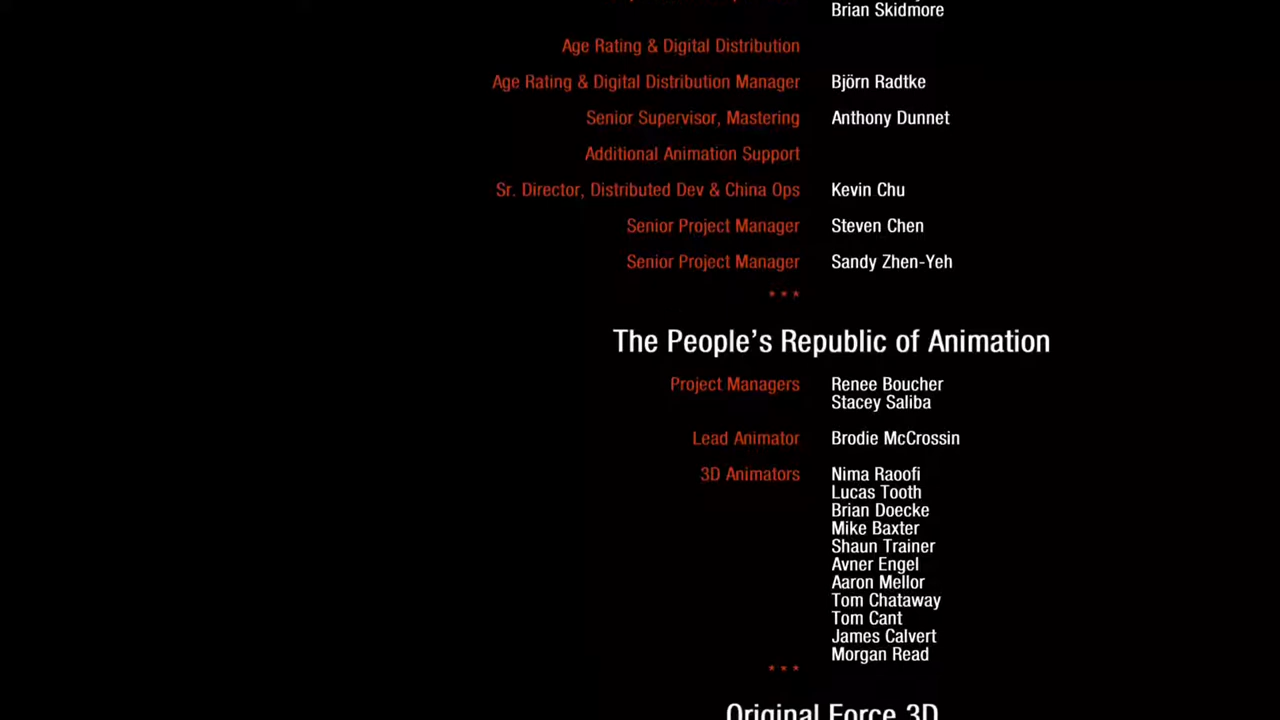 Brian Skidmore
Age Rating & Digital Distribution
Age Rating & Digital Distribution Manager Björn Radtke
Senior Supervisor, Mastering Anthony Dunnet
Additional Animation Support
Sr. Director, Distributed Dev & China Ops Kevin Chu
Senior Project Manager Steven Chen
Senior Project Manager Sandy Zhen-Yeh
* * *
The People's Republic of Animation
Project Managers Renee Boucher
Stacey Saliba
Lead Animator Brodie McCrossin
3D Animators Nima Raoofi
Lucas Tooth
Brian Doecke
Mike Baxter
Shaun Trainer
Avner Engel
Aaron Mellor
Tom Chataway
Tom Cant
James Calvert
Morgan Read
* * *
Original Force 3D